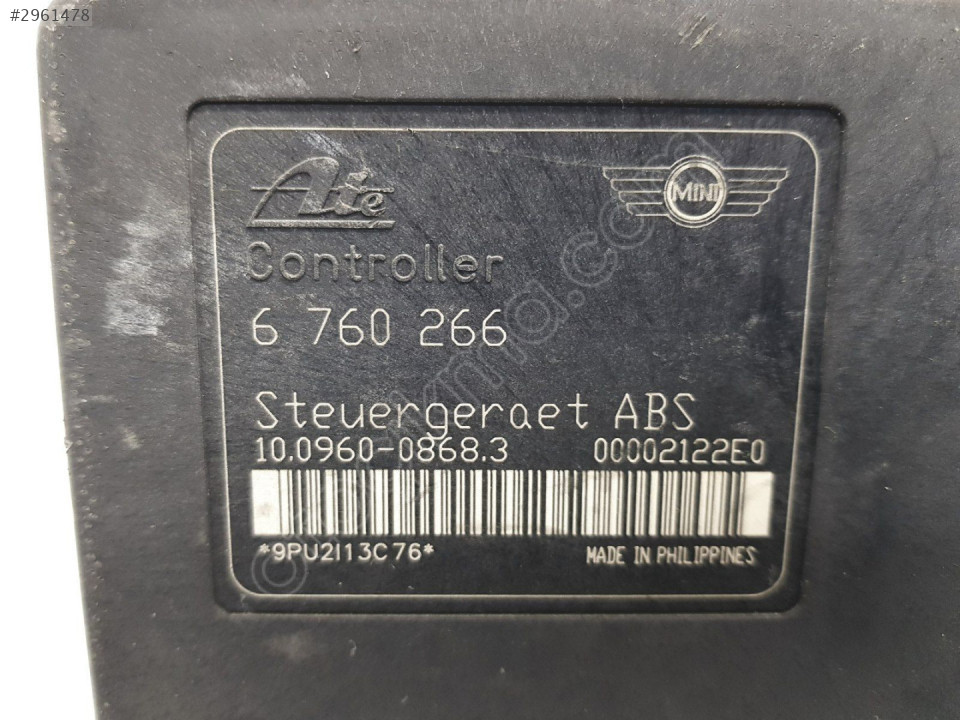 #2961478
Ate
MINI
Controller
6 760 266
Steuergeraet ABS
10.0960-0868.3 00002122E0
*9PU2I13C76*
MADE IN PHILIPPINES